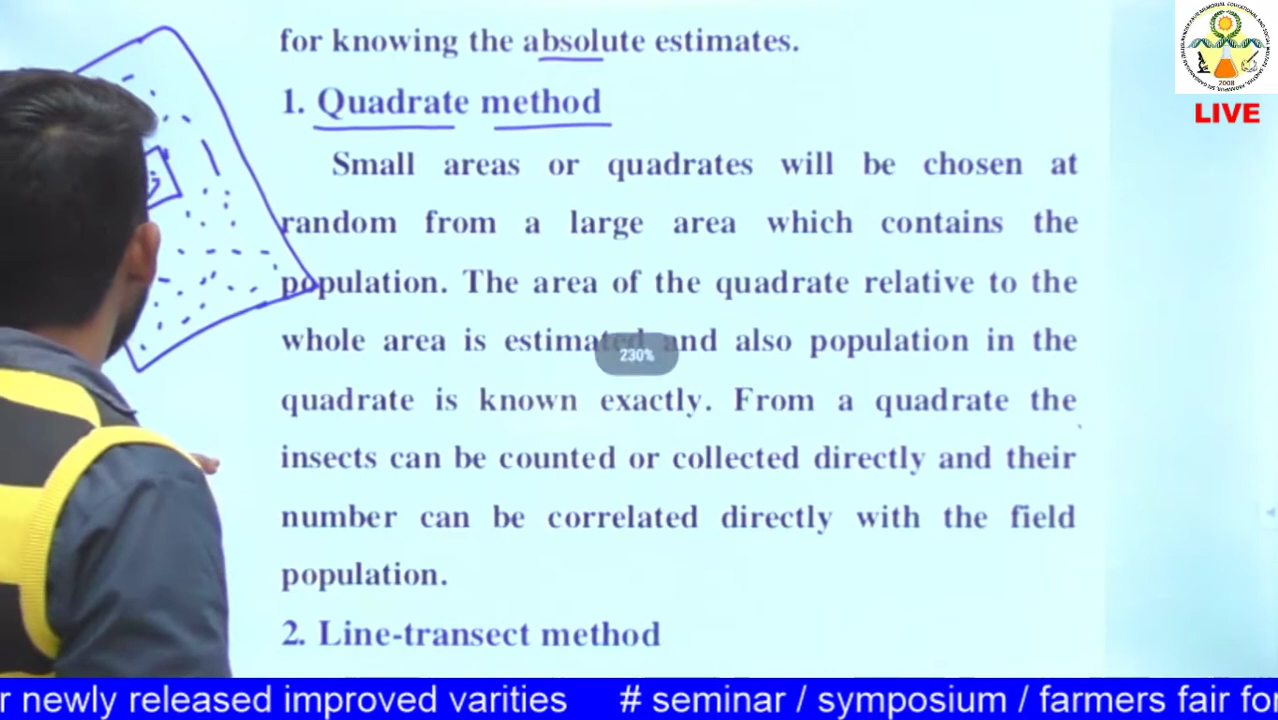 for knowing the absolute estimates.
1. Quadrate method
Small areas or quadrates will be chosen at
random from a large area which contains the
population. The area of the quadrate relative to the
whole area is estimated and also population in the
quadrate is known exactly. From a quadrate the
insects can be counted or collected directly and their
number can be correlated directly with the field
population.
2. Line-transect method
230%
2008
LIVE
r newly released improved varities # seminar / symposium / farmers fair for